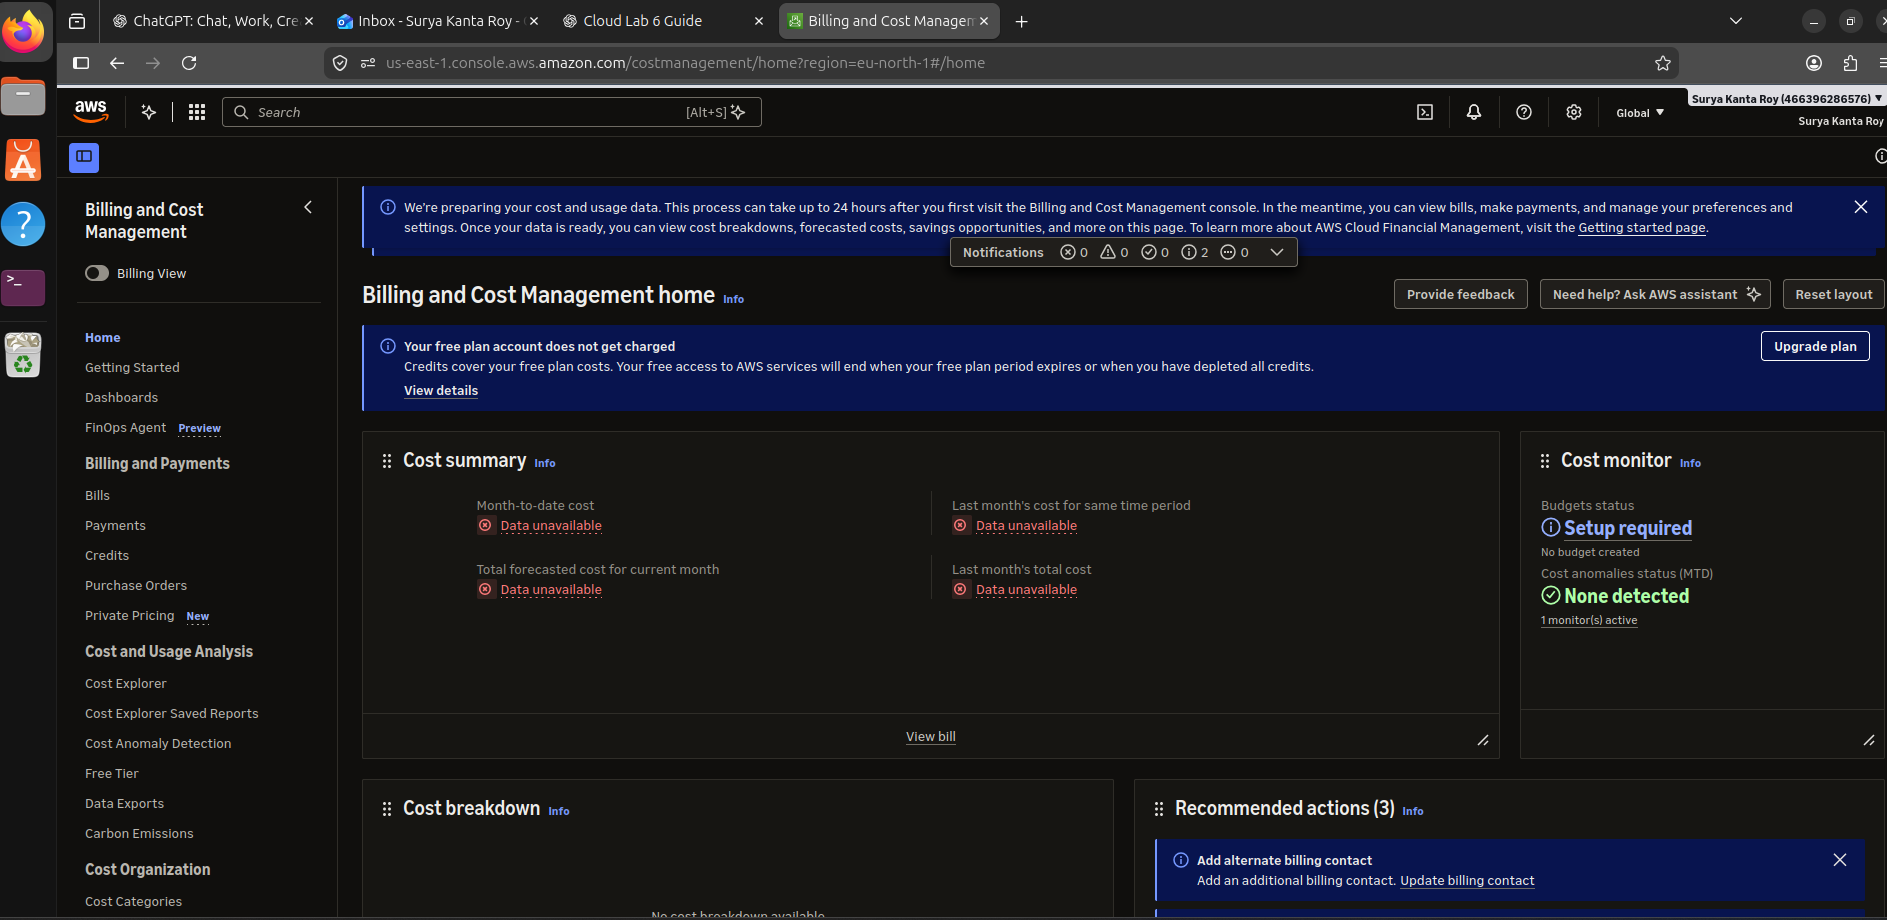 ChatGPT: Chat, Work, Cre
Inbox - Surya Kanta Roy -
Cloud Lab 6 Guide
Billing and Cost Managem
us-east-1.console.aws.amazon.com/costmanagement/home?region=eu-north-1#/home
aws
Search
[Alt+S]
Global
Surya Kanta Roy (466396286576)
Surya Kanta Roy
Billing and Cost
Management
Billing View
Home
Getting Started
Dashboards
FinOps Agent Preview
Billing and Payments
Bills
Payments
Credits
Purchase Orders
Private Pricing New
Cost and Usage Analysis
Cost Explorer
Cost Explorer Saved Reports
Cost Anomaly Detection
Free Tier
Data Exports
Carbon Emissions
Cost Organization
Cost Categories
We're preparing your cost and usage data. This process can take up to 24 hours after you first visit the Billing and Cost Management console. In the meantime, you can view bills, make payments, and manage your preferences and
settings. Once your data is ready, you can view cost breakdowns, forecasted costs, savings opportunities, and more on this page. To learn more about AWS Cloud Financial Management, visit the Getting started page.
Notifications 0 0 0 2 0
Billing and Cost Management home Info
Provide feedback
Need help? Ask AWS assistant
Reset layout
Your free plan account does not get charged
Credits cover your free plan costs. Your free access to AWS services will end when your free plan period expires or when you have depleted all credits.
View details
Upgrade plan
Cost summary Info
Month-to-date cost
Data unavailable
Last month's cost for same time period
Data unavailable
Total forecasted cost for current month
Data unavailable
Last month's total cost
Data unavailable
View bill
Cost monitor Info
Budgets status
Setup required
No budget created
Cost anomalies status (MTD)
None detected
1 monitor(s) active
Cost breakdown Info
No cost breakdown available
Recommended actions (3) Info
Add alternate billing contact
Add an additional billing contact. Update billing contact